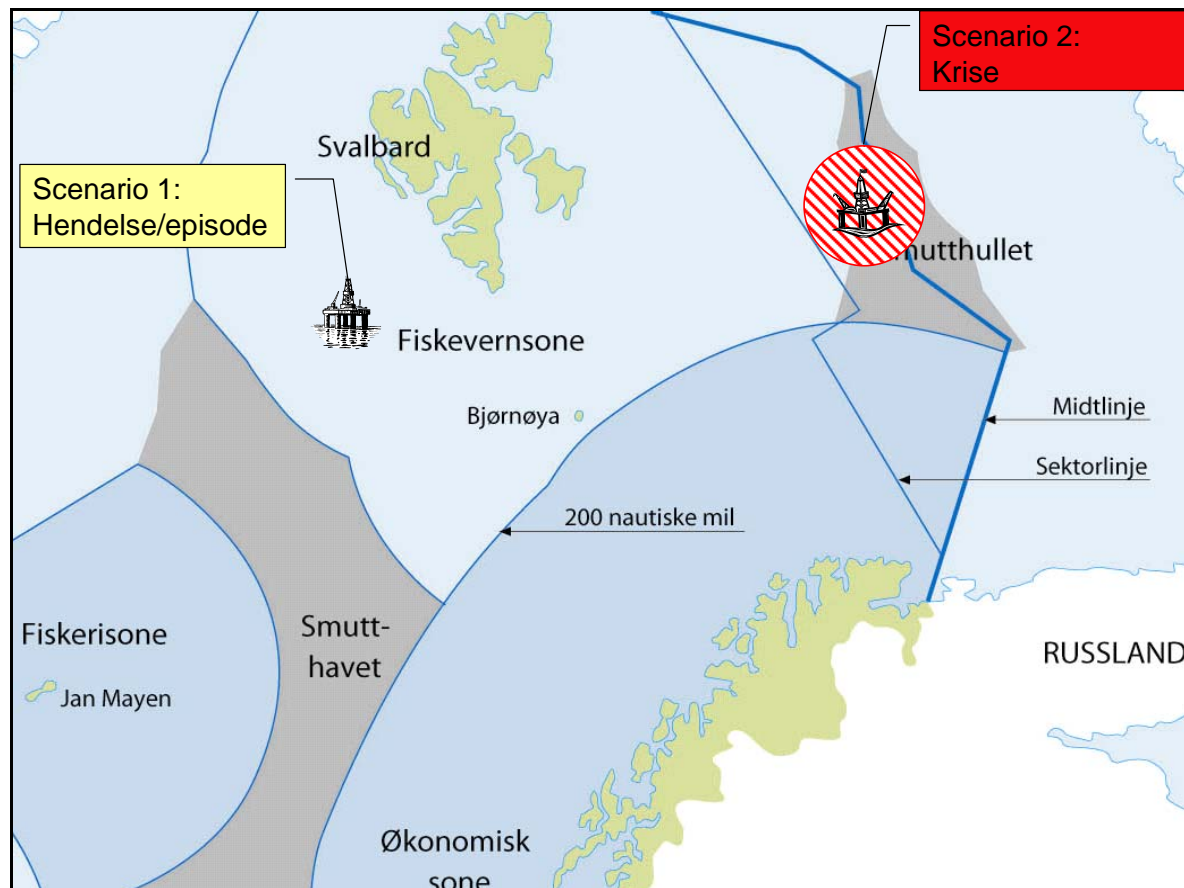 Scenario 2:
Krise
Svalbard
Scenario 1:
Hendelse/episode
mutthullet
Fiskevernsone
Bjørnøya
Midtlinje
Sektorlinje
200 nautiske mil
Fiskerisone
Smutt-
havet
RUSSLAND
Jan Mayen
Økonomisk
sone